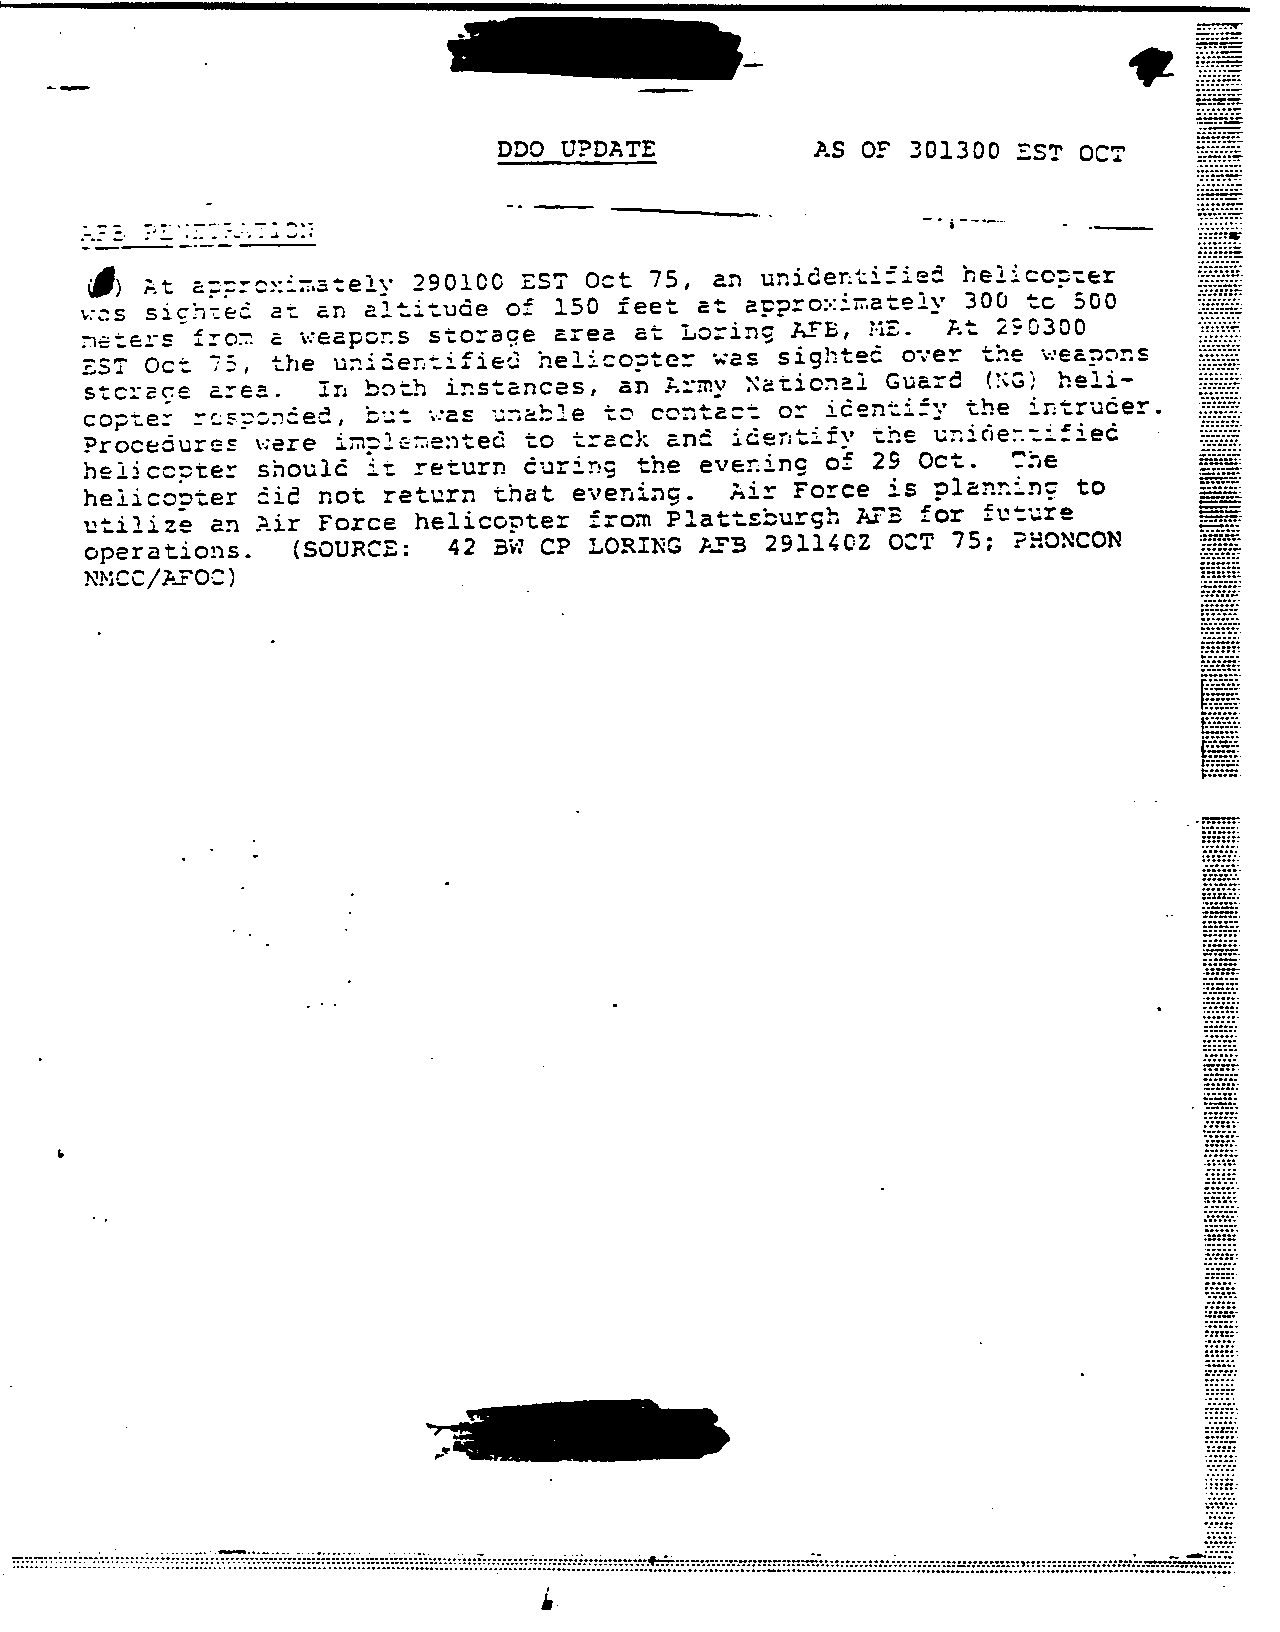 DDO UPDATE AS OF 301300 EST OCT
AFB PENETRATION
( ) At approximately 290100 EST Oct 75, an unidentified helicopter
was sighted at an altitude of 150 feet at approximately 300 to 500
meters from a weapons storage area at Loring AFB, ME. At 290300
EST Oct 75, the unidentified helicopter was sighted over the weapons
storage area. In both instances, an Army National Guard (NG) heli-
copter responded, but was unable to contact or identify the intruder.
Procedures were implemented to track and identify the unidentified
helicopter should it return during the evening of 29 Oct. The
helicopter did not return that evening. Air Force is planning to
utilize an Air Force helicopter from Plattsburgh AFB for future
operations. (SOURCE: 42 BW CP LORING AFB 291140Z OCT 75; PHONCON
NMCC/AFOC)